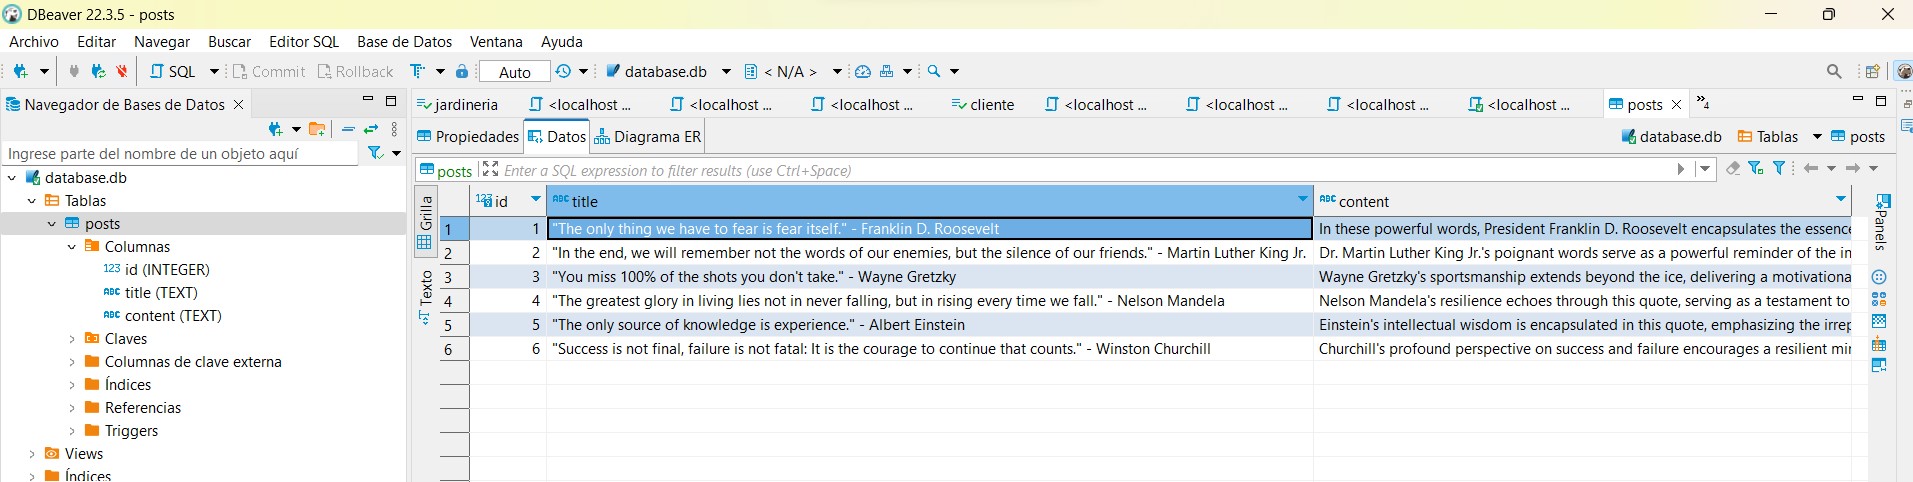 DBeaver 22.3.5 - posts
Archivo Editar Navegar Buscar Editor SQL Base de Datos Ventana Ayuda
SQL Commit Rollback Auto database.db < N/A >
Navegador de Bases de Datos
jardineria <localhost ... <localhost ... <localhost ... cliente <localhost ... <localhost ... <localhost ... <localhost ... posts »4
Propiedades Datos Diagrama ER database.db Tablas posts
Ingrese parte del nombre de un objeto aquí
posts Enter a SQL expression to filter results (use Ctrl+Space)
database.db
Tablas
posts
Columnas
123 id (INTEGER)
ABC title (TEXT)
ABC content (TEXT)
Claves
Columnas de clave externa
Índices
Referencias
Triggers
Views
Índices
Grilla
Texto
123 id ABC title ABC content
1 1 "The only thing we have to fear is fear itself." - Franklin D. Roosevelt In these powerful words, President Franklin D. Roosevelt encapsulates the essence
2 2 "In the end, we will remember not the words of our enemies, but the silence of our friends." - Martin Luther King Jr. Dr. Martin Luther King Jr.'s poignant words serve as a powerful reminder of the in
3 3 "You miss 100% of the shots you don't take." - Wayne Gretzky Wayne Gretzky's sportsmanship extends beyond the ice, delivering a motivationa
4 4 "The greatest glory in living lies not in never falling, but in rising every time we fall." - Nelson Mandela Nelson Mandela's resilience echoes through this quote, serving as a testament to
5 5 "The only source of knowledge is experience." - Albert Einstein Einstein's intellectual wisdom is encapsulated in this quote, emphasizing the irrep
6 6 "Success is not final, failure is not fatal: It is the courage to continue that counts." - Winston Churchill Churchill's profound perspective on success and failure encourages a resilient mi
Panels